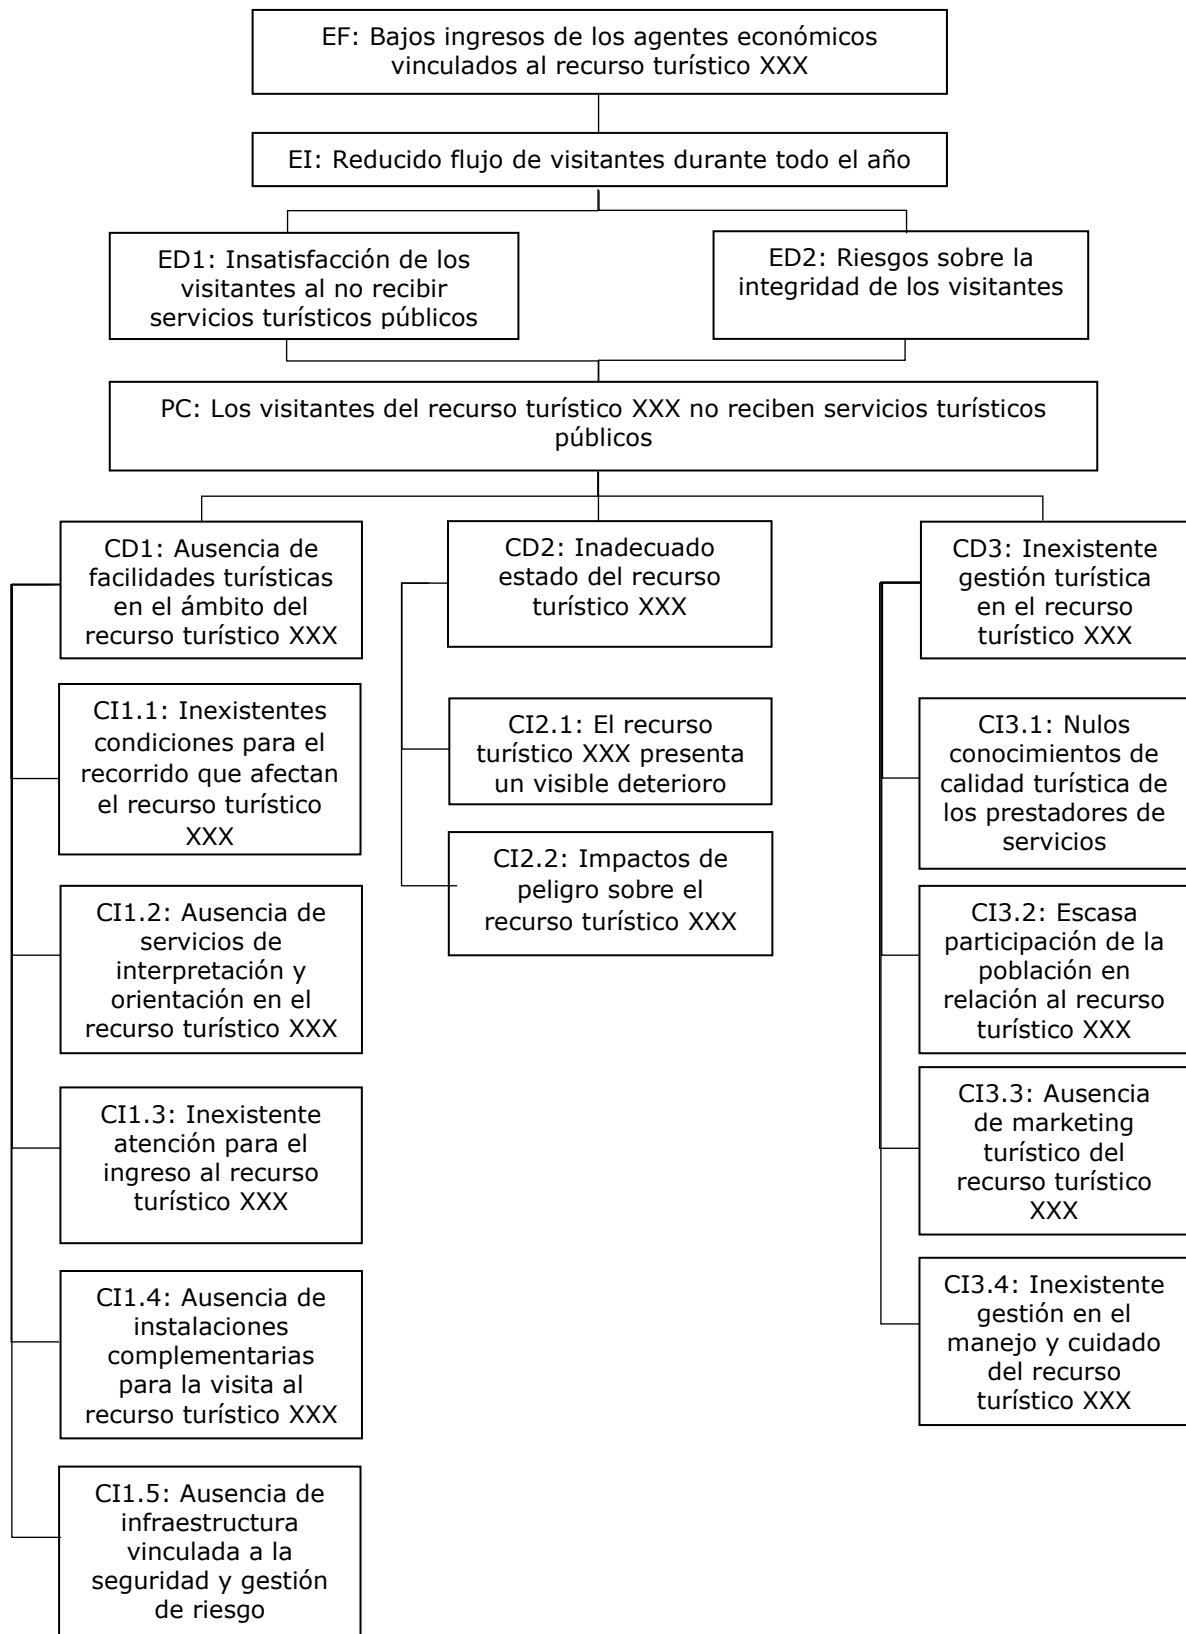 EF: Bajos ingresos de los agentes económicos
vinculados al recurso turístico XXX
EI: Reducido flujo de visitantes durante todo el año
ED1: Insatisfacción de los
visitantes al no recibir
servicios turísticos públicos
ED2: Riesgos sobre la
integridad de los visitantes
PC: Los visitantes del recurso turístico XXX no reciben servicios turísticos
públicos
CD1: Ausencia de
facilidades turísticas
en el ámbito del
recurso turístico XXX
CI1.1: Inexistentes
condiciones para el
recorrido que afectan
el recurso turístico
XXX
CI1.2: Ausencia de
servicios de
interpretación y
orientación en el
recurso turístico XXX
CI1.3: Inexistente
atención para el
ingreso al recurso
turístico XXX
CI1.4: Ausencia de
instalaciones
complementarias
para la visita al
recurso turístico XXX
CI1.5: Ausencia de
infraestructura
vinculada a la
seguridad y gestión
de riesgo
CD2: Inadecuado
estado del recurso
turístico XXX
CI2.1: El recurso
turístico XXX presenta
un visible deterioro
CI2.2: Impactos de
peligro sobre el
recurso turístico XXX
CD3: Inexistente
gestión turística
en el recurso
turístico XXX
CI3.1: Nulos
conocimientos de
calidad turística de
los prestadores de
servicios
CI3.2: Escasa
participación de la
población en
relación al recurso
turístico XXX
CI3.3: Ausencia
de marketing
turístico del
recurso turístico
XXX
CI3.4: Inexistente
gestión en el
manejo y cuidado
del recurso
turístico XXX